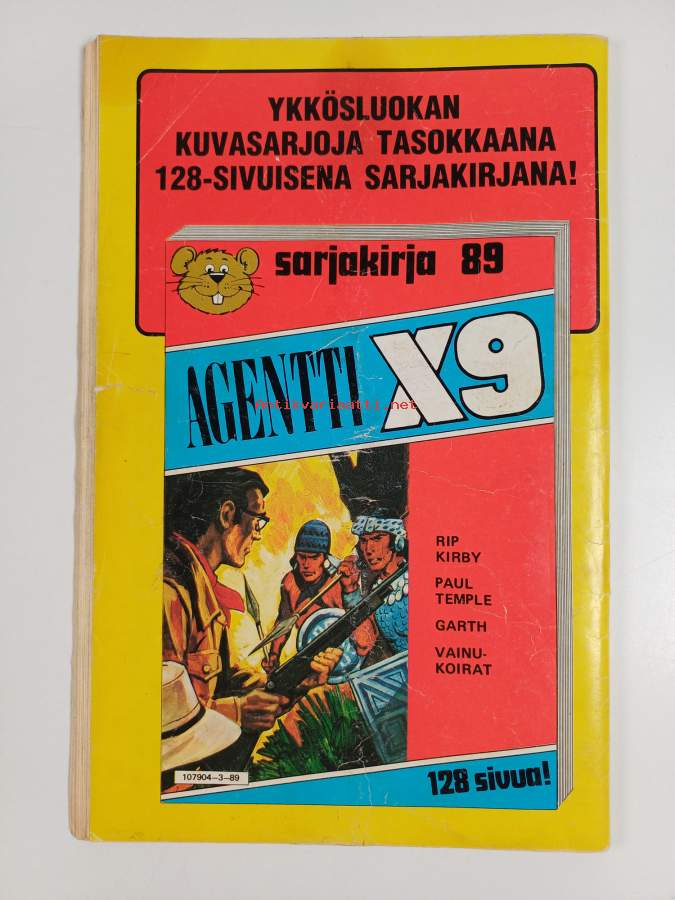 YKKÖSLUOKAN
KUVASARJOJA TASOKKAANA
128-SIVUISENA SARJAKIRJANA!
sarjakirja 89
AGENTTI X9
Antikvariaatti.net
RIP
KIRBY
PAUL
TEMPLE
GARTH
VAINU-
KOIRAT
107904-3-89
128 sivua!